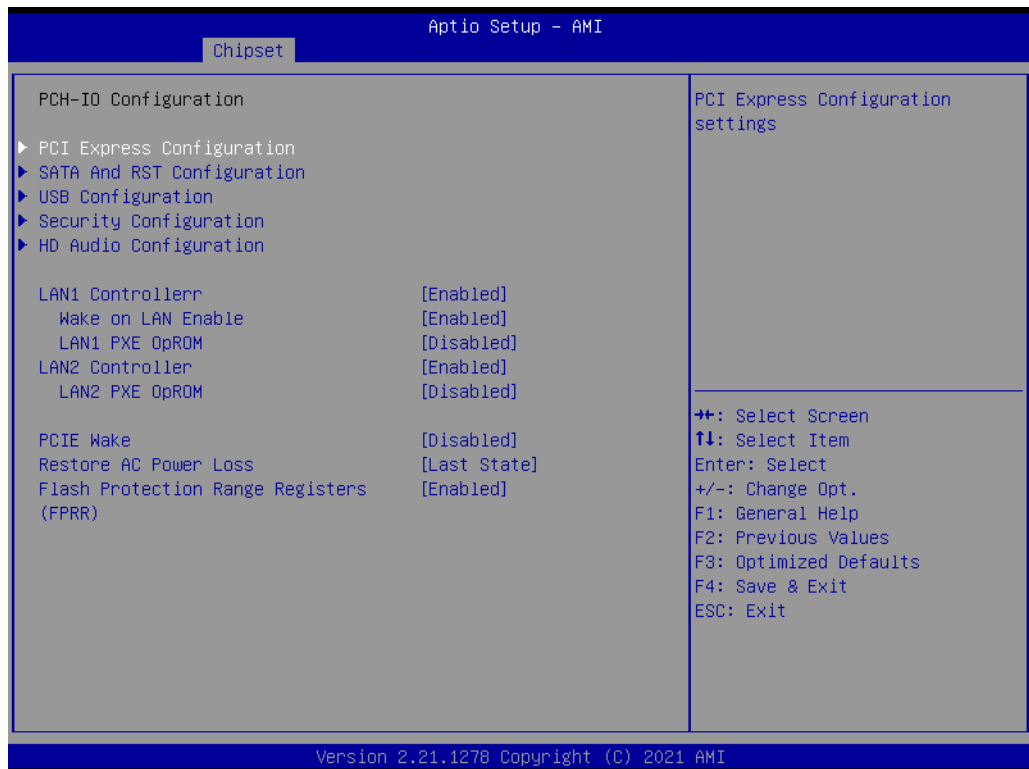 Aptio Setup – AMI
Chipset
PCH-IO Configuration
PCI Express Configuration
SATA And RST Configuration
USB Configuration
Security Configuration
HD Audio Configuration
LAN1 Controllerr [Enabled]
Wake on LAN Enable [Enabled]
LAN1 PXE OpROM [Disabled]
LAN2 Controller [Enabled]
LAN2 PXE OpROM [Disabled]
PCIE Wake [Disabled]
Restore AC Power Loss [Last State]
Flash Protection Range Registers [Enabled]
(FPRR)
PCI Express Configuration
settings
→←: Select Screen
↑↓: Select Item
Enter: Select
+/-: Change Opt.
F1: General Help
F2: Previous Values
F3: Optimized Defaults
F4: Save & Exit
ESC: Exit
Version 2.21.1278 Copyright (C) 2021 AMI